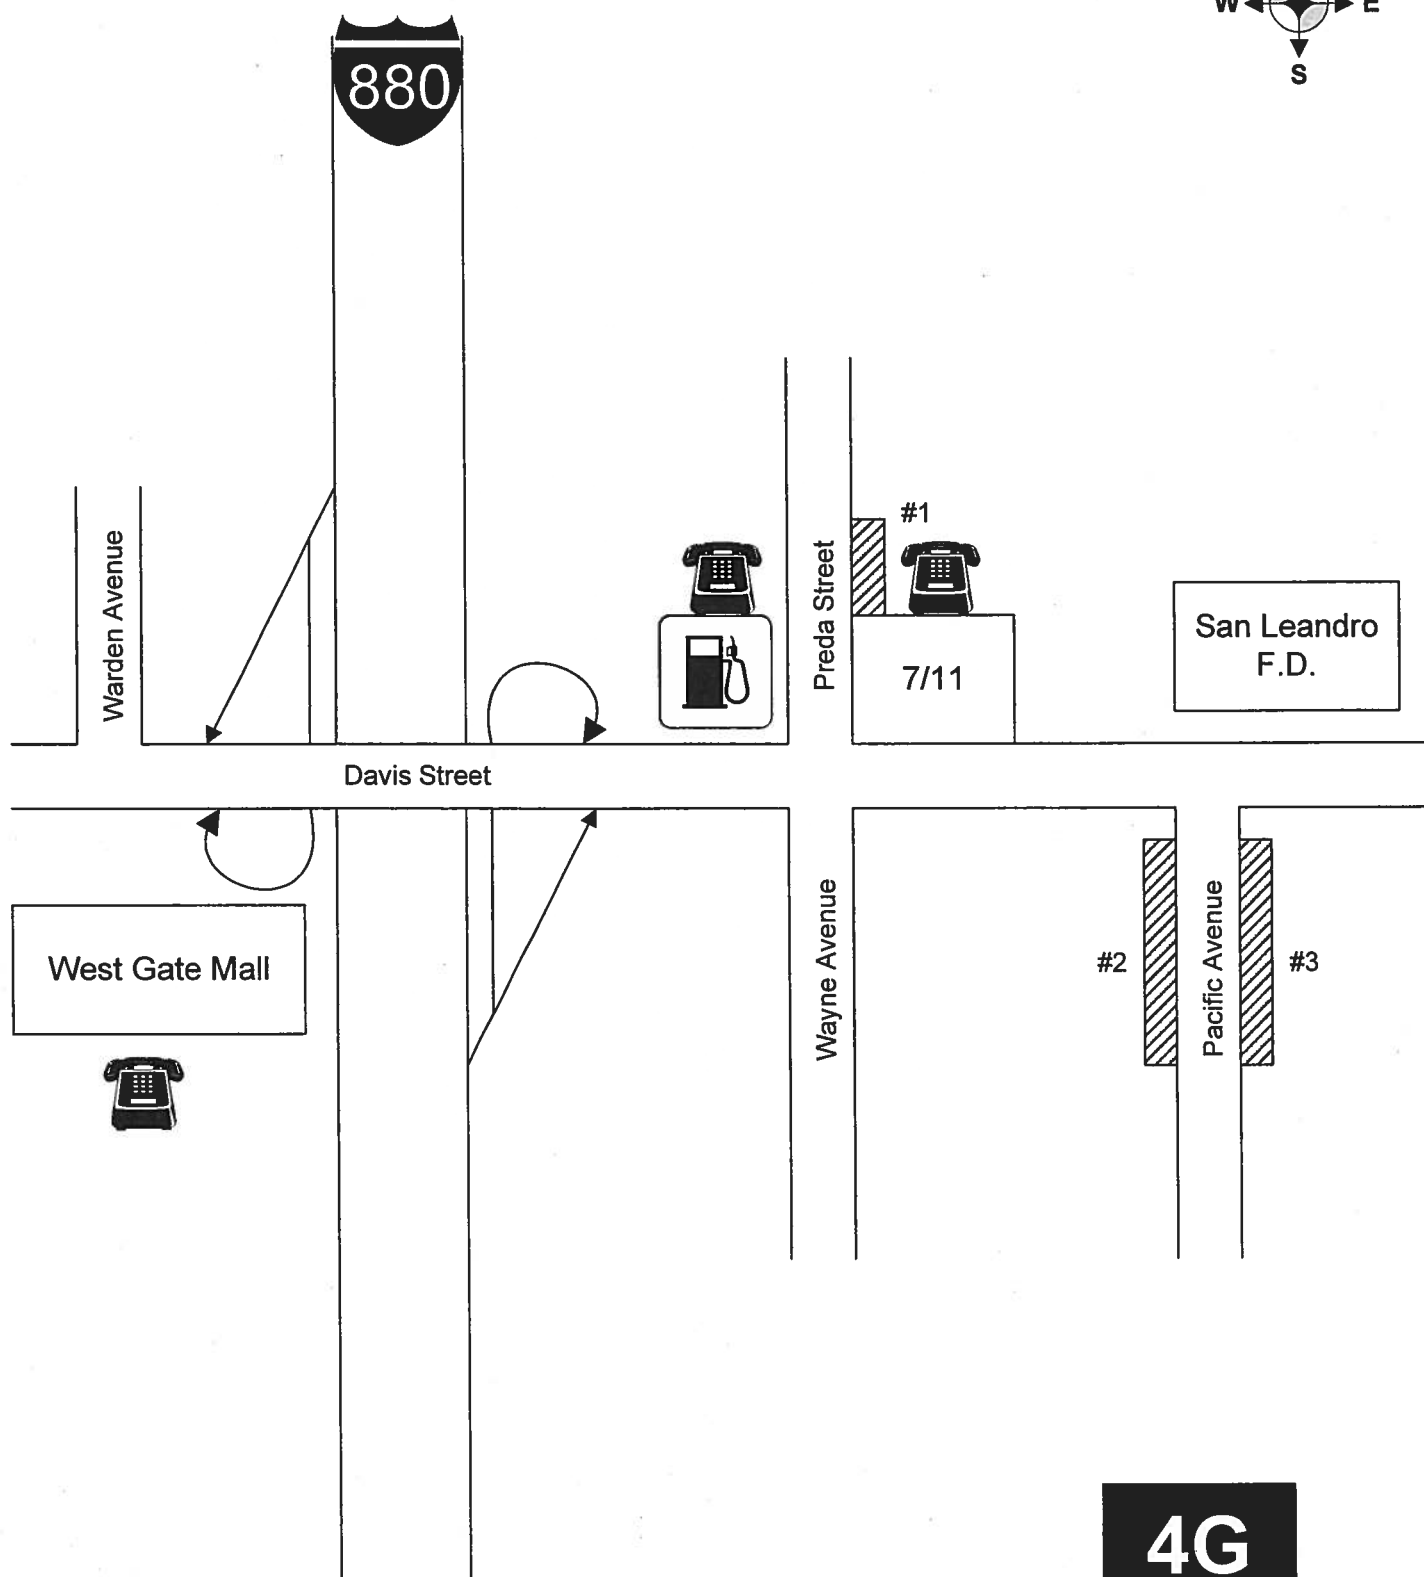 W E
S
880
#1
Warden Avenue
Preda Street
San Leandro
F.D.
7/11
Davis Street
West Gate Mall
Wayne Avenue
#2
Pacific Avenue
#3
4G